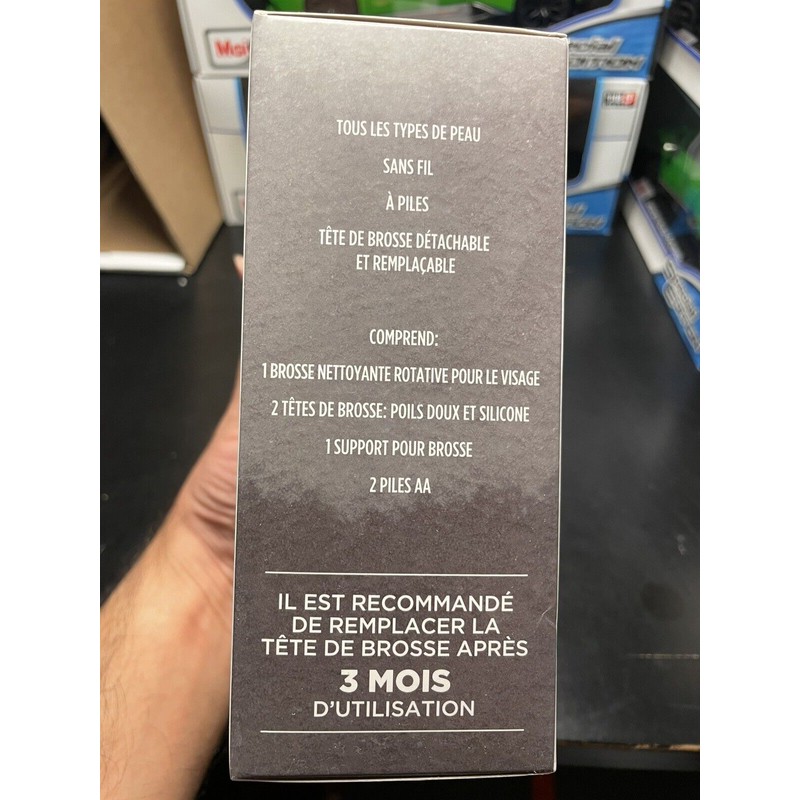 TOUS LES TYPES DE PEAU
SANS FIL
À PILES
TÊTE DE BROSSE DÉTACHABLE
ET REMPLAÇABLE
COMPREND:
1 BROSSE NETTOYANTE ROTATIVE POUR LE VISAGE
2 TÊTES DE BROSSE: POILS DOUX ET SILICONE
1 SUPPORT POUR BROSSE
2 PILES AA
IL EST RECOMMANDÉ
DE REMPLACER LA
TÊTE DE BROSSE APRÈS
3 MOIS
D'UTILISATION